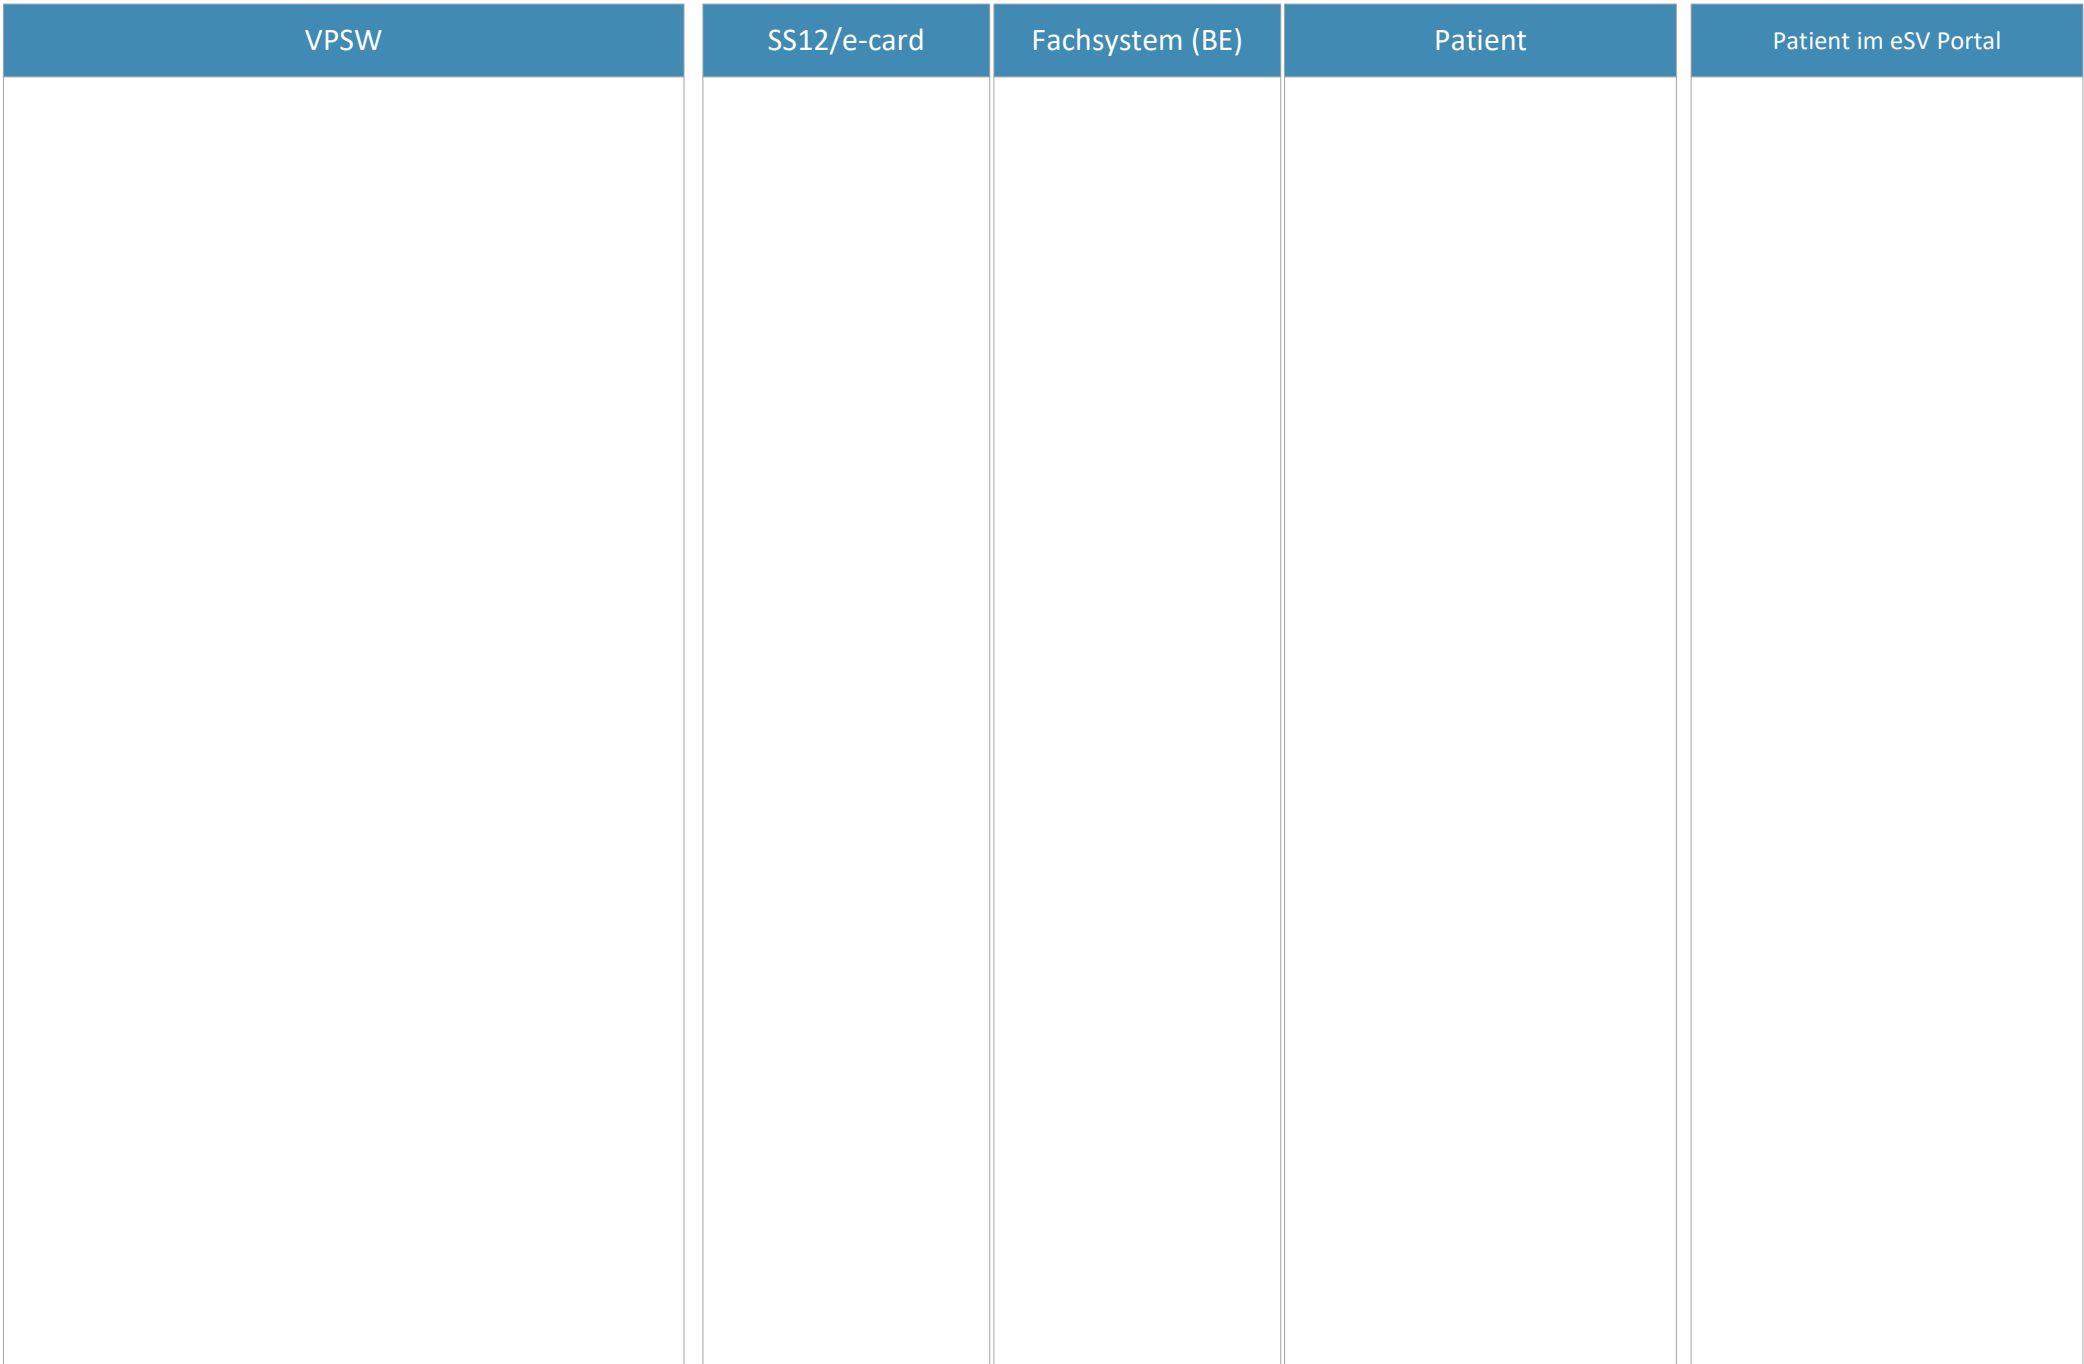 VPSW
SS12/e-card
Fachsystem (BE)
Patient
Patient im eSV Portal